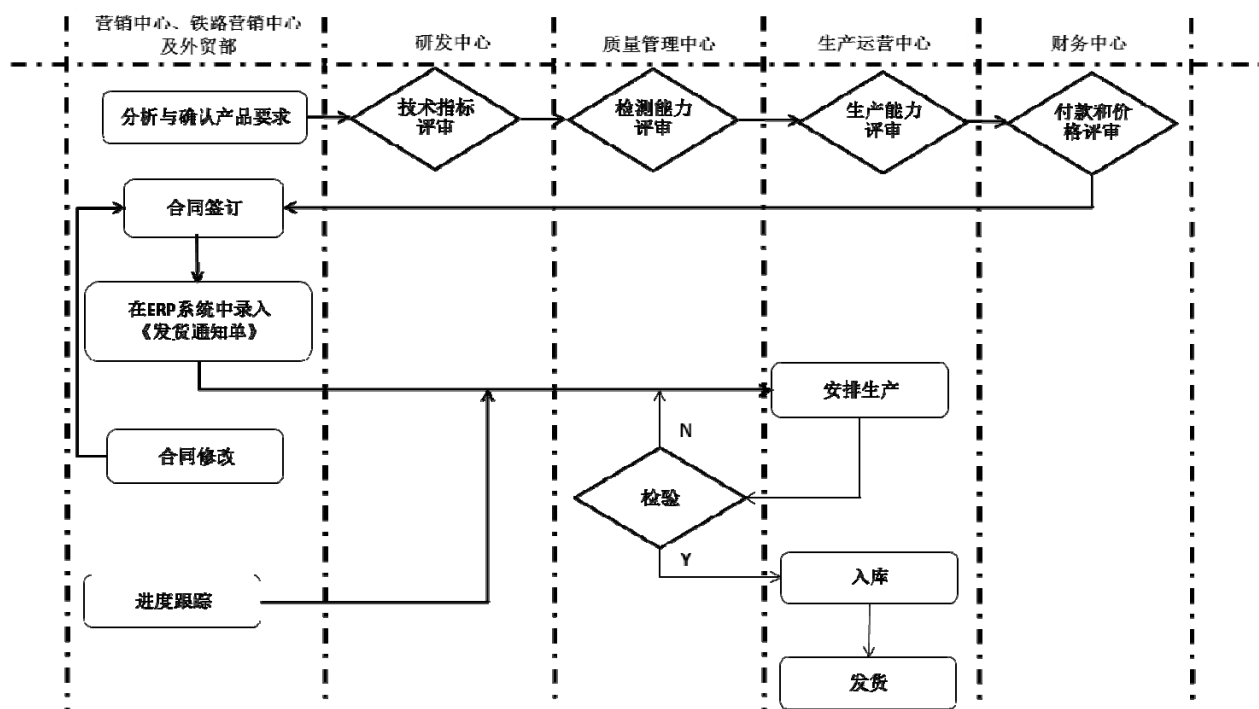 营销中心、铁路营销中心
及外贸部
研发中心
质量管理中心
生产运营中心
财务中心
分析与确认产品要求
技术指标
评审
检测能力
评审
生产能力
评审
付款和价
格评审
合同签订
在ERP系统中录入
《发货通知单》
安排生产
N
合同修改
检验
Y
入库
进度跟踪
发货